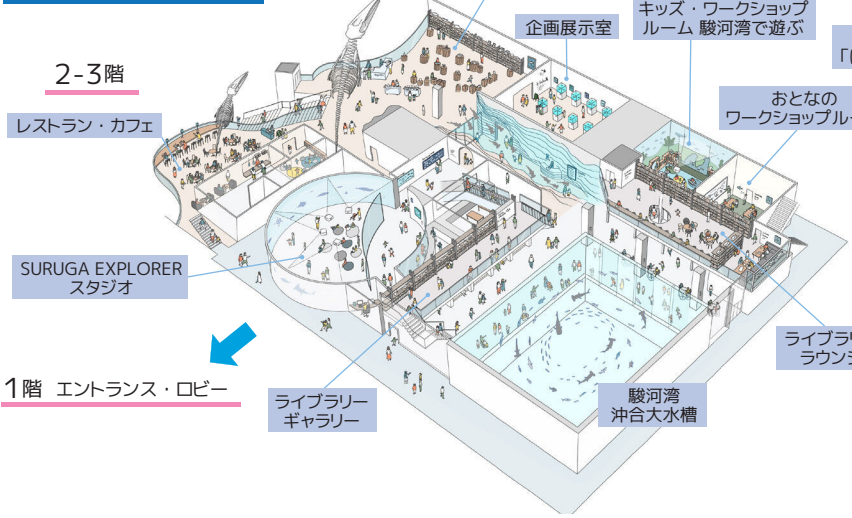 企画展示室
キッズ・ワークショップ
ルーム 駿河湾で遊ぶ
2-3階
レストラン・カフェ
おとなの
ワークショップル
SURUGA EXPLORER
スタジオ
1階 エントランス・ロビー
ライブラリー
ギャラリー
駿河湾
沖合大水槽
ライブラ
ラウン